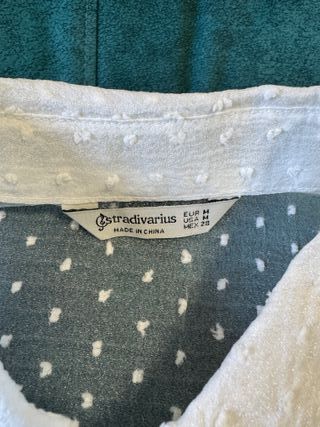 stradivarius
MADE IN CHINA
EUR M
USA M
MEX 28